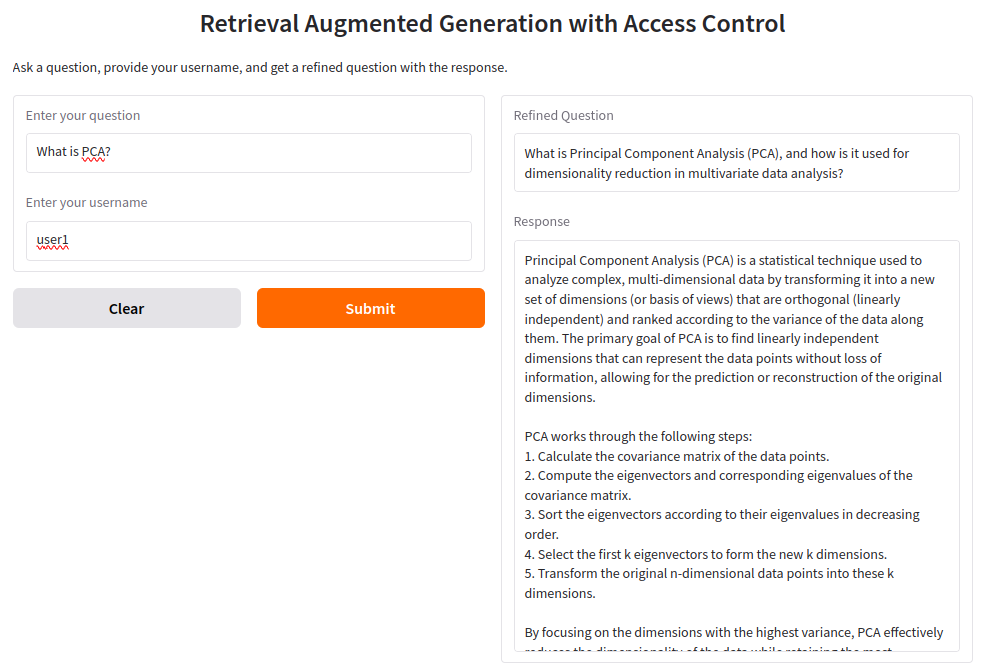 Retrieval Augmented Generation with Access Control
Ask a question, provide your username, and get a refined question with the response.
Enter your question
What is PCA?
Enter your username
user1
Clear
Submit
Refined Question
What is Principal Component Analysis (PCA), and how is it used for
dimensionality reduction in multivariate data analysis?
Response
Principal Component Analysis (PCA) is a statistical technique used to
analyze complex, multi-dimensional data by transforming it into a new
set of dimensions (or basis of views) that are orthogonal (linearly
independent) and ranked according to the variance of the data along
them. The primary goal of PCA is to find linearly independent
dimensions that can represent the data points without loss of
information, allowing for the prediction or reconstruction of the original
dimensions.
PCA works through the following steps:
1. Calculate the covariance matrix of the data points.
2. Compute the eigenvectors and corresponding eigenvalues of the
covariance matrix.
3. Sort the eigenvectors according to their eigenvalues in decreasing
order.
4. Select the first k eigenvectors to form the new k dimensions.
5. Transform the original n-dimensional data points into these k
dimensions.
By focusing on the dimensions with the highest variance, PCA effectively
reduces the dimensionality of the data while retaining the most